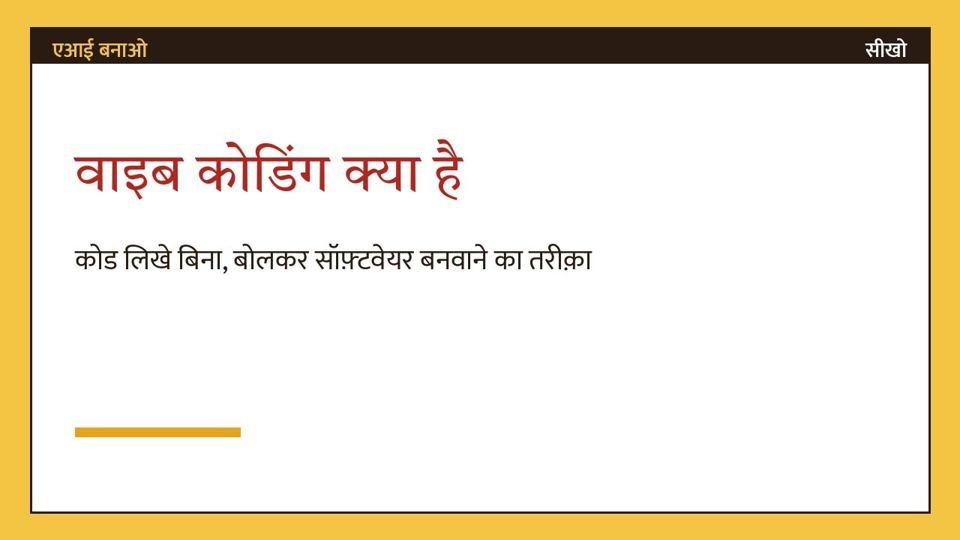 एआई बनाओ
सीखो
वाइब कोडिंग क्या है
कोड लिखे बिना, बोलकर सॉफ़्टवेयर बनवाने का तरीक़ा